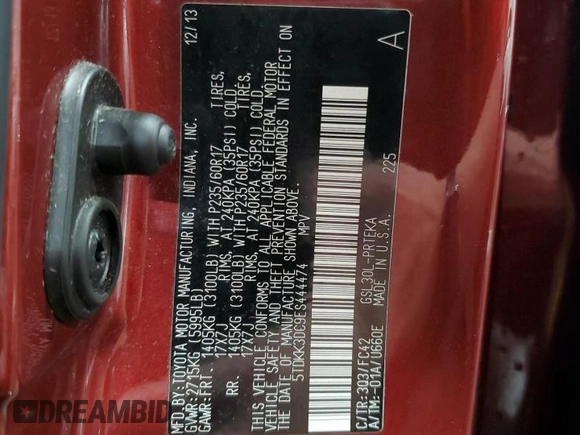 MFD.BY:TOYOTA MOTOR MANUFACTURING, INDIANA, INC. 12/13
GVWR:2715KG (5995LB)
GAWR:FRT. 1405KG (3100LB) WITH P235/60R17 TIRES,
17X7J RIMS, AT 240KPA (35PSI) COLD.
RR. 1405KG (3100LB) WITH P235/60R17 TIRES,
17X7J RIMS, AT 240KPA (35PSI) COLD.
THIS VEHICLE CONFORMS TO ALL APPLICABLE FEDERAL MOTOR
VEHICLE SAFETY AND THEFT PREVENTION STANDARDS IN EFFECT ON
THE DATE OF MANUFACTURE SHOWN ABOVE.
5TDKK3DC9ES444474 MPV
A
C/TR:3Q3/FC42 GSL30L-PRTEKA 225
A/TM:-01A/U660E MADE IN U.S.A.
DREAMBID